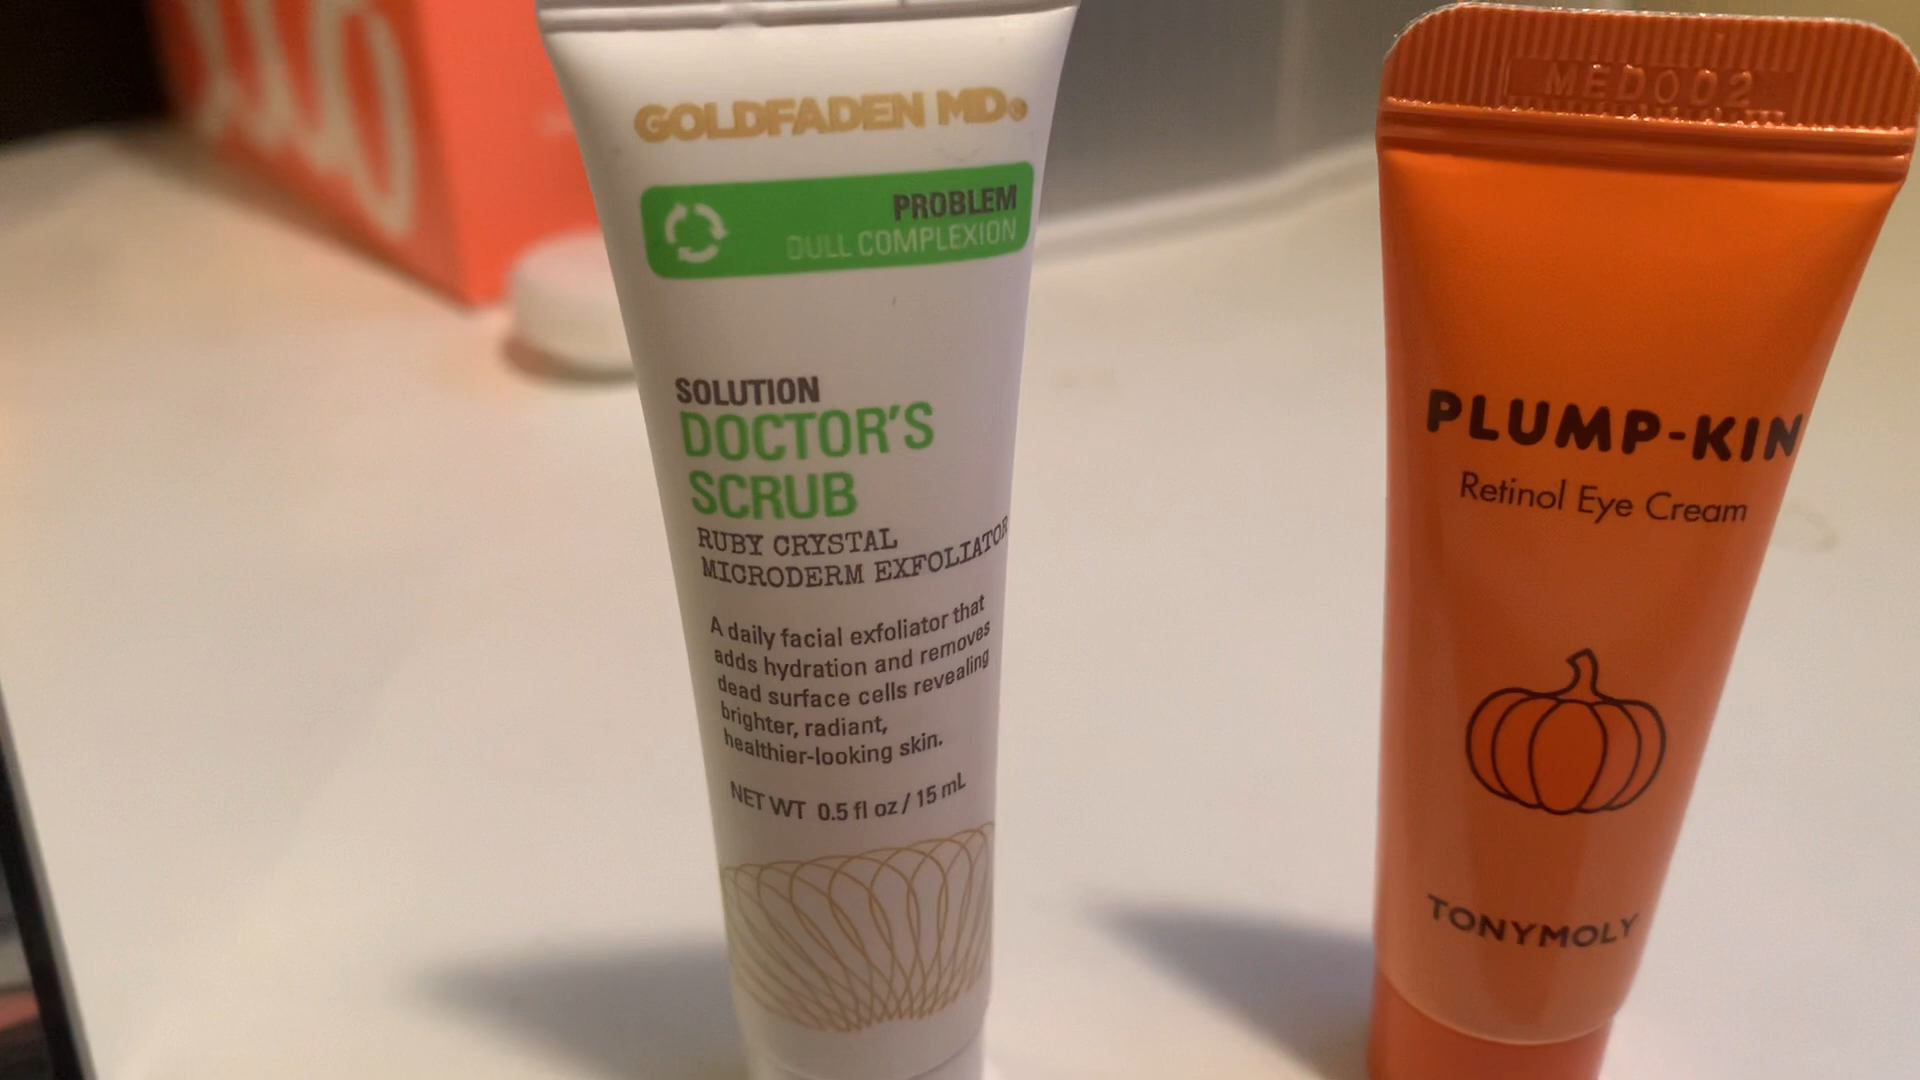 GOLDFADEN MD®
PROBLEM
DULL COMPLEXION
SOLUTION
DOCTOR'S
SCRUB
RUBY CRYSTAL
MICRODERM EXFOLIATOR
A daily facial exfoliator that
adds hydration and removes
dead surface cells revealing
brighter, radiant,
healthier-looking skin.
NET WT 0.5 fl oz / 15 mL
MED002
PLUMP-KIN
Retinol Eye Cream
TONYMOLY